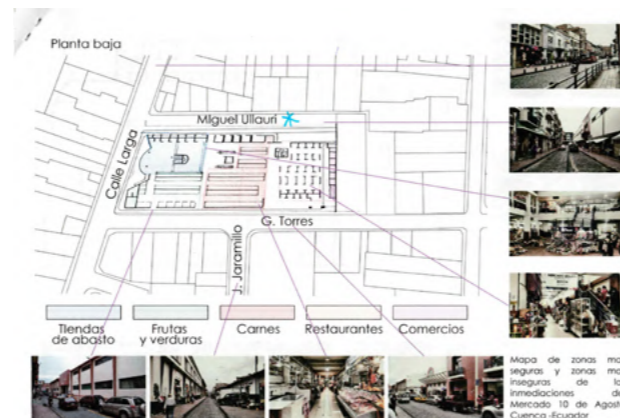 Planta baja
Miguel Ullauri
Calle Larga
G. Torres
J. Jaramillo
Tiendas
de abasto
Frutas
y verduras
Carnes
Restaurantes
Comercios
Mapa de zonas
seguras y zonas
inseguras de
inmediaciones
Mercado 10 de
Cuenca -Ecuador